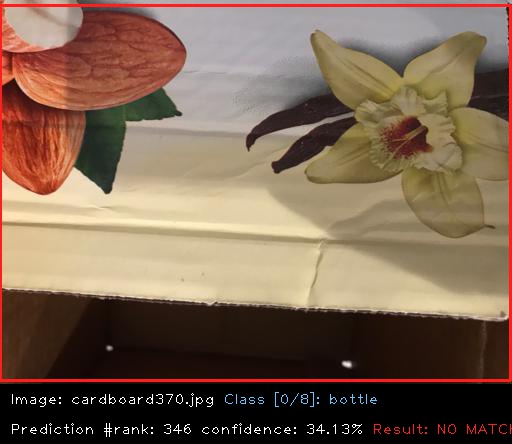 Image: cardboard370.jpg Class [0/8]: bottle
Prediction #rank: 346 confidence: 34.13% Result: NO MATCH